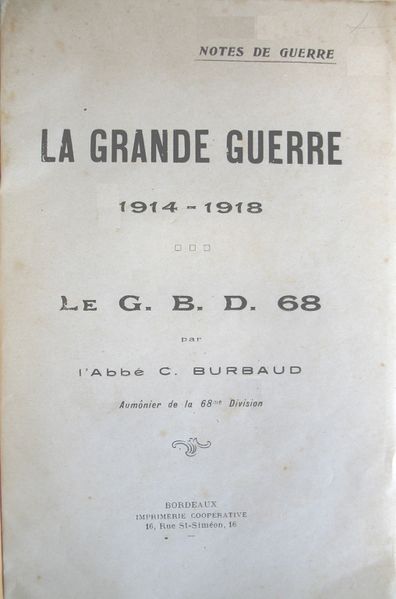 NOTES DE GUERRE
LA GRANDE GUERRE
1914 - 1918
LE G. B. D. 68
par
l'Abbé C. BURBAUD
Aumônier de la 68me Division
BORDEAUX
IMPRIMERIE COOPERATIVE
16, Rue St-Siméon, 16